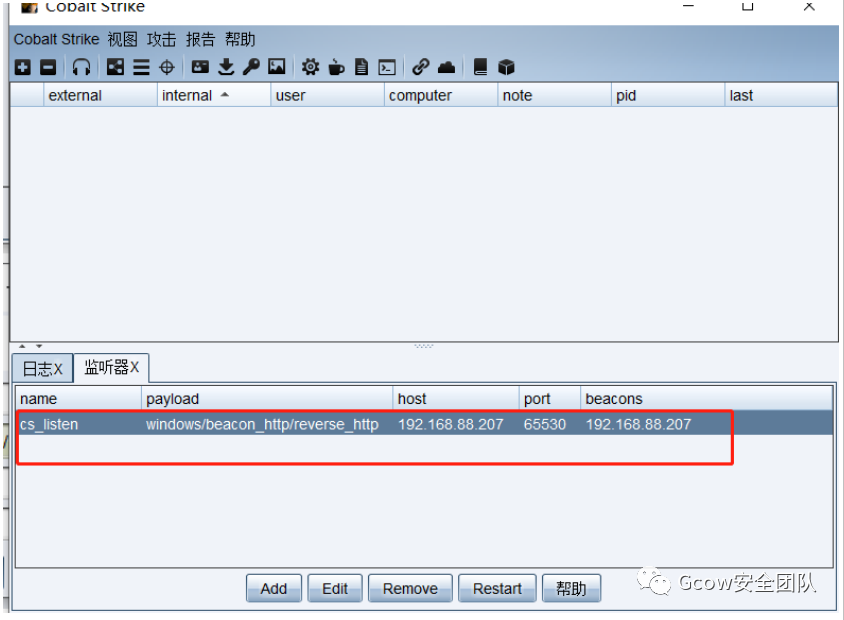 Cobalt Strike
Cobalt Strike 视图 攻击 报告 帮助
external internal user computer note pid last
日志X 监听器X
name payload host port beacons
cs_listen windows/beacon_http/reverse_http 192.168.88.207 65530 192.168.88.207
Add Edit Remove Restart 帮助
Gcow安全团队